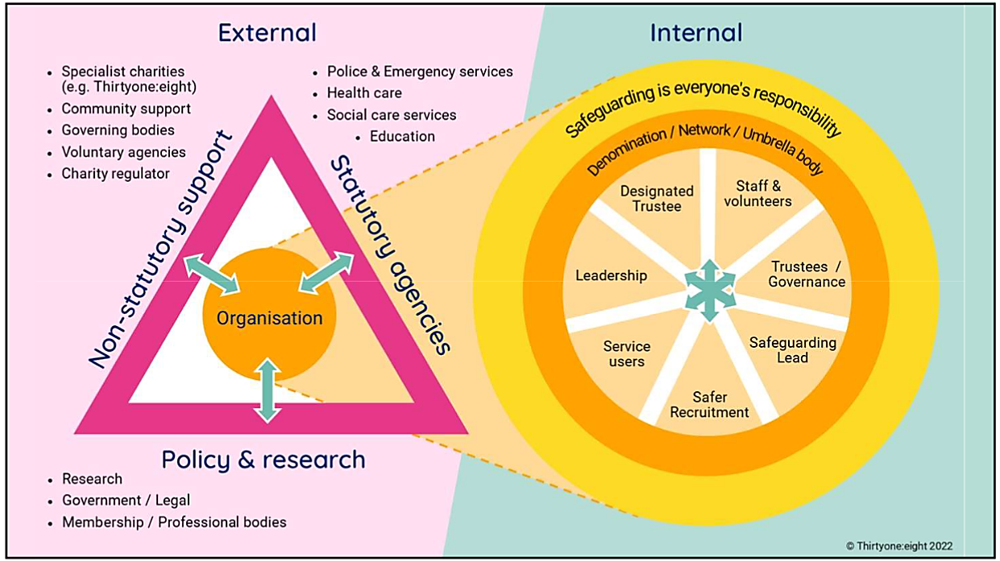 External
• Specialist charities
(e.g. Thirtyone:eight)
• Community support
• Governing bodies
• Voluntary agencies
• Charity regulator
• Police & Emergency services
• Health care
• Social care services
• Education
Non-statutory support
Statutory agencies
Organisation
Policy & research
• Research
• Government / Legal
• Membership / Professional bodies
Internal
Safeguarding is everyone's responsibility
Denomination / Network / Umbrella body
Designated
Trustee
Staff &
volunteers
Leadership
Trustees /
Governance
Service
users
Safeguarding
Lead
Safer
Recruitment
© Thirtyone:eight 2022